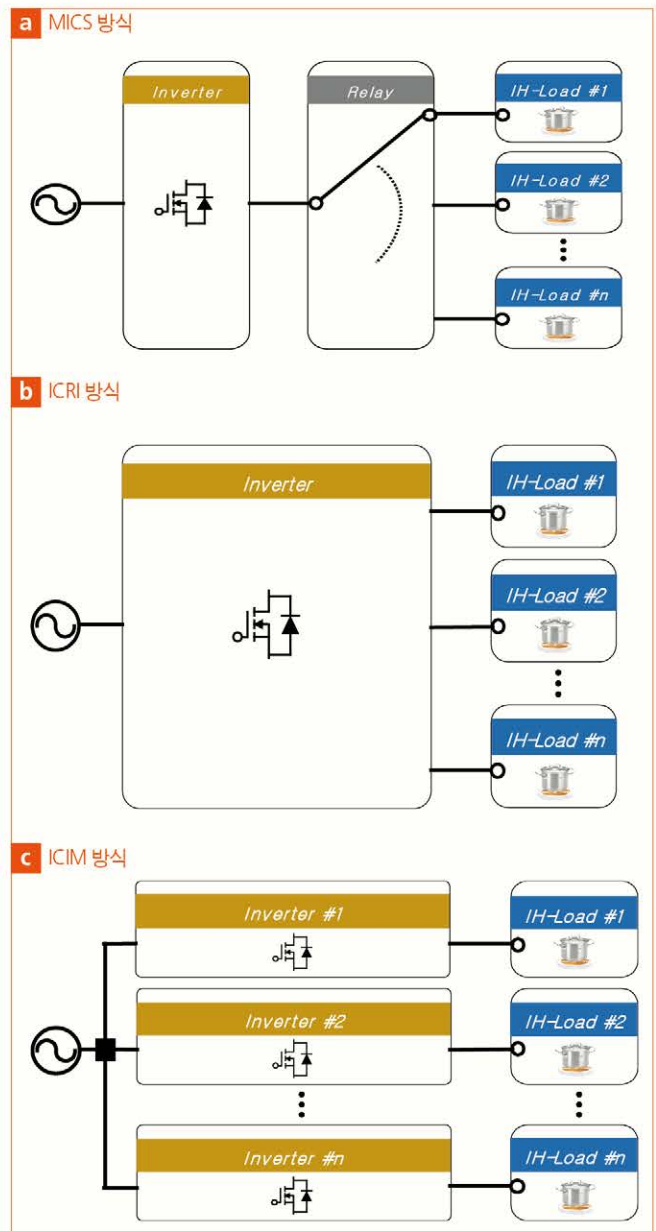 a MICS 방식
Inverter
Relay
IH-Load #1
IH-Load #2
IH-Load #n
b ICRI 방식
Inverter
IH-Load #1
IH-Load #2
IH-Load #n
c ICIM 방식
Inverter #1
IH-Load #1
Inverter #2
IH-Load #2
Inverter #n
IH-Load #n